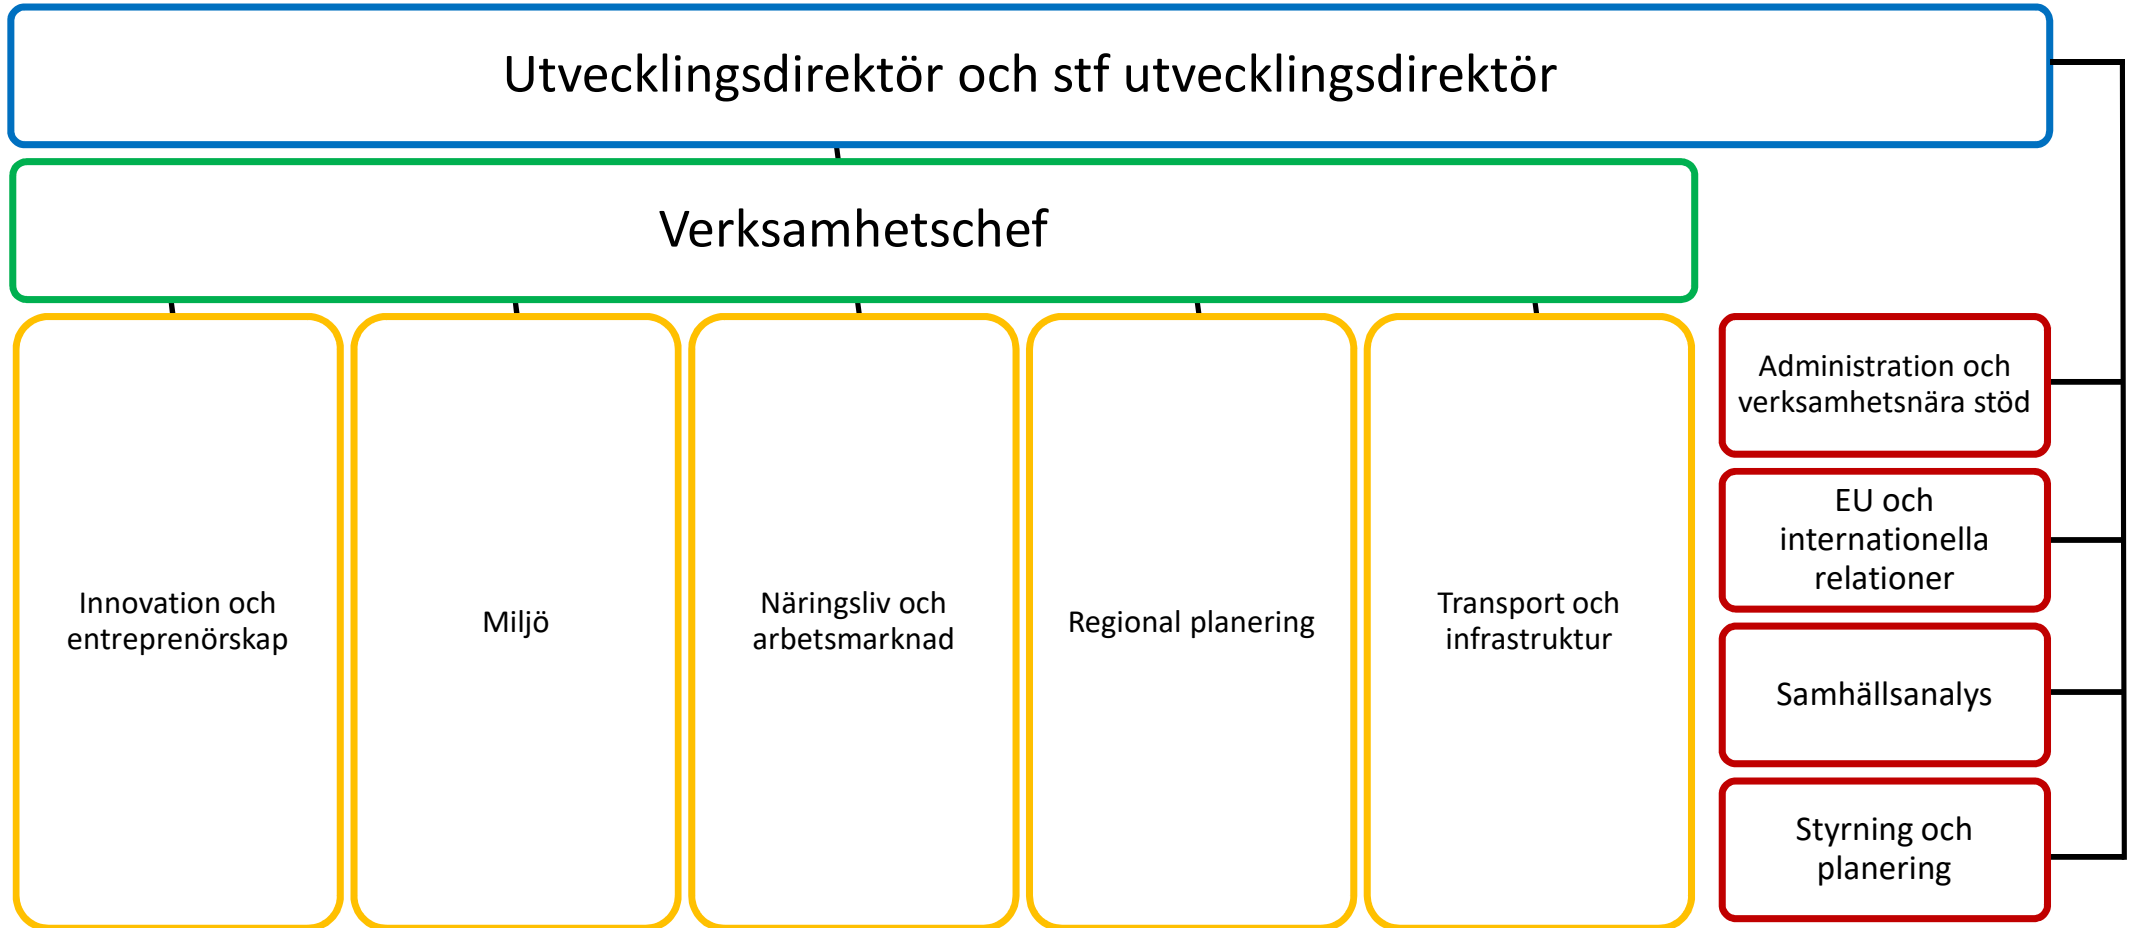 Utvecklingsdirektör och stf utvecklingsdirektör
Verksamhetschef
Innovation och
entreprenörskap
Miljö
Näringsliv och
arbetsmarknad
Regional planering
Transport och
infrastruktur
Administration och
verksamhetsnära stöd
EU och
internationella
relationer
Samhällsanalys
Styrning och
planering